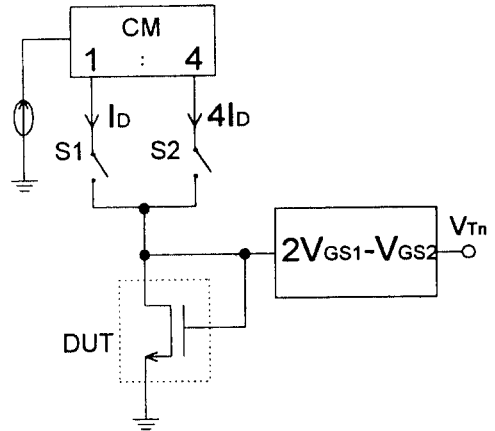 CM
1 : 4
ID 4ID
S1 S2
2VGS1-VGS2
VTn
DUT